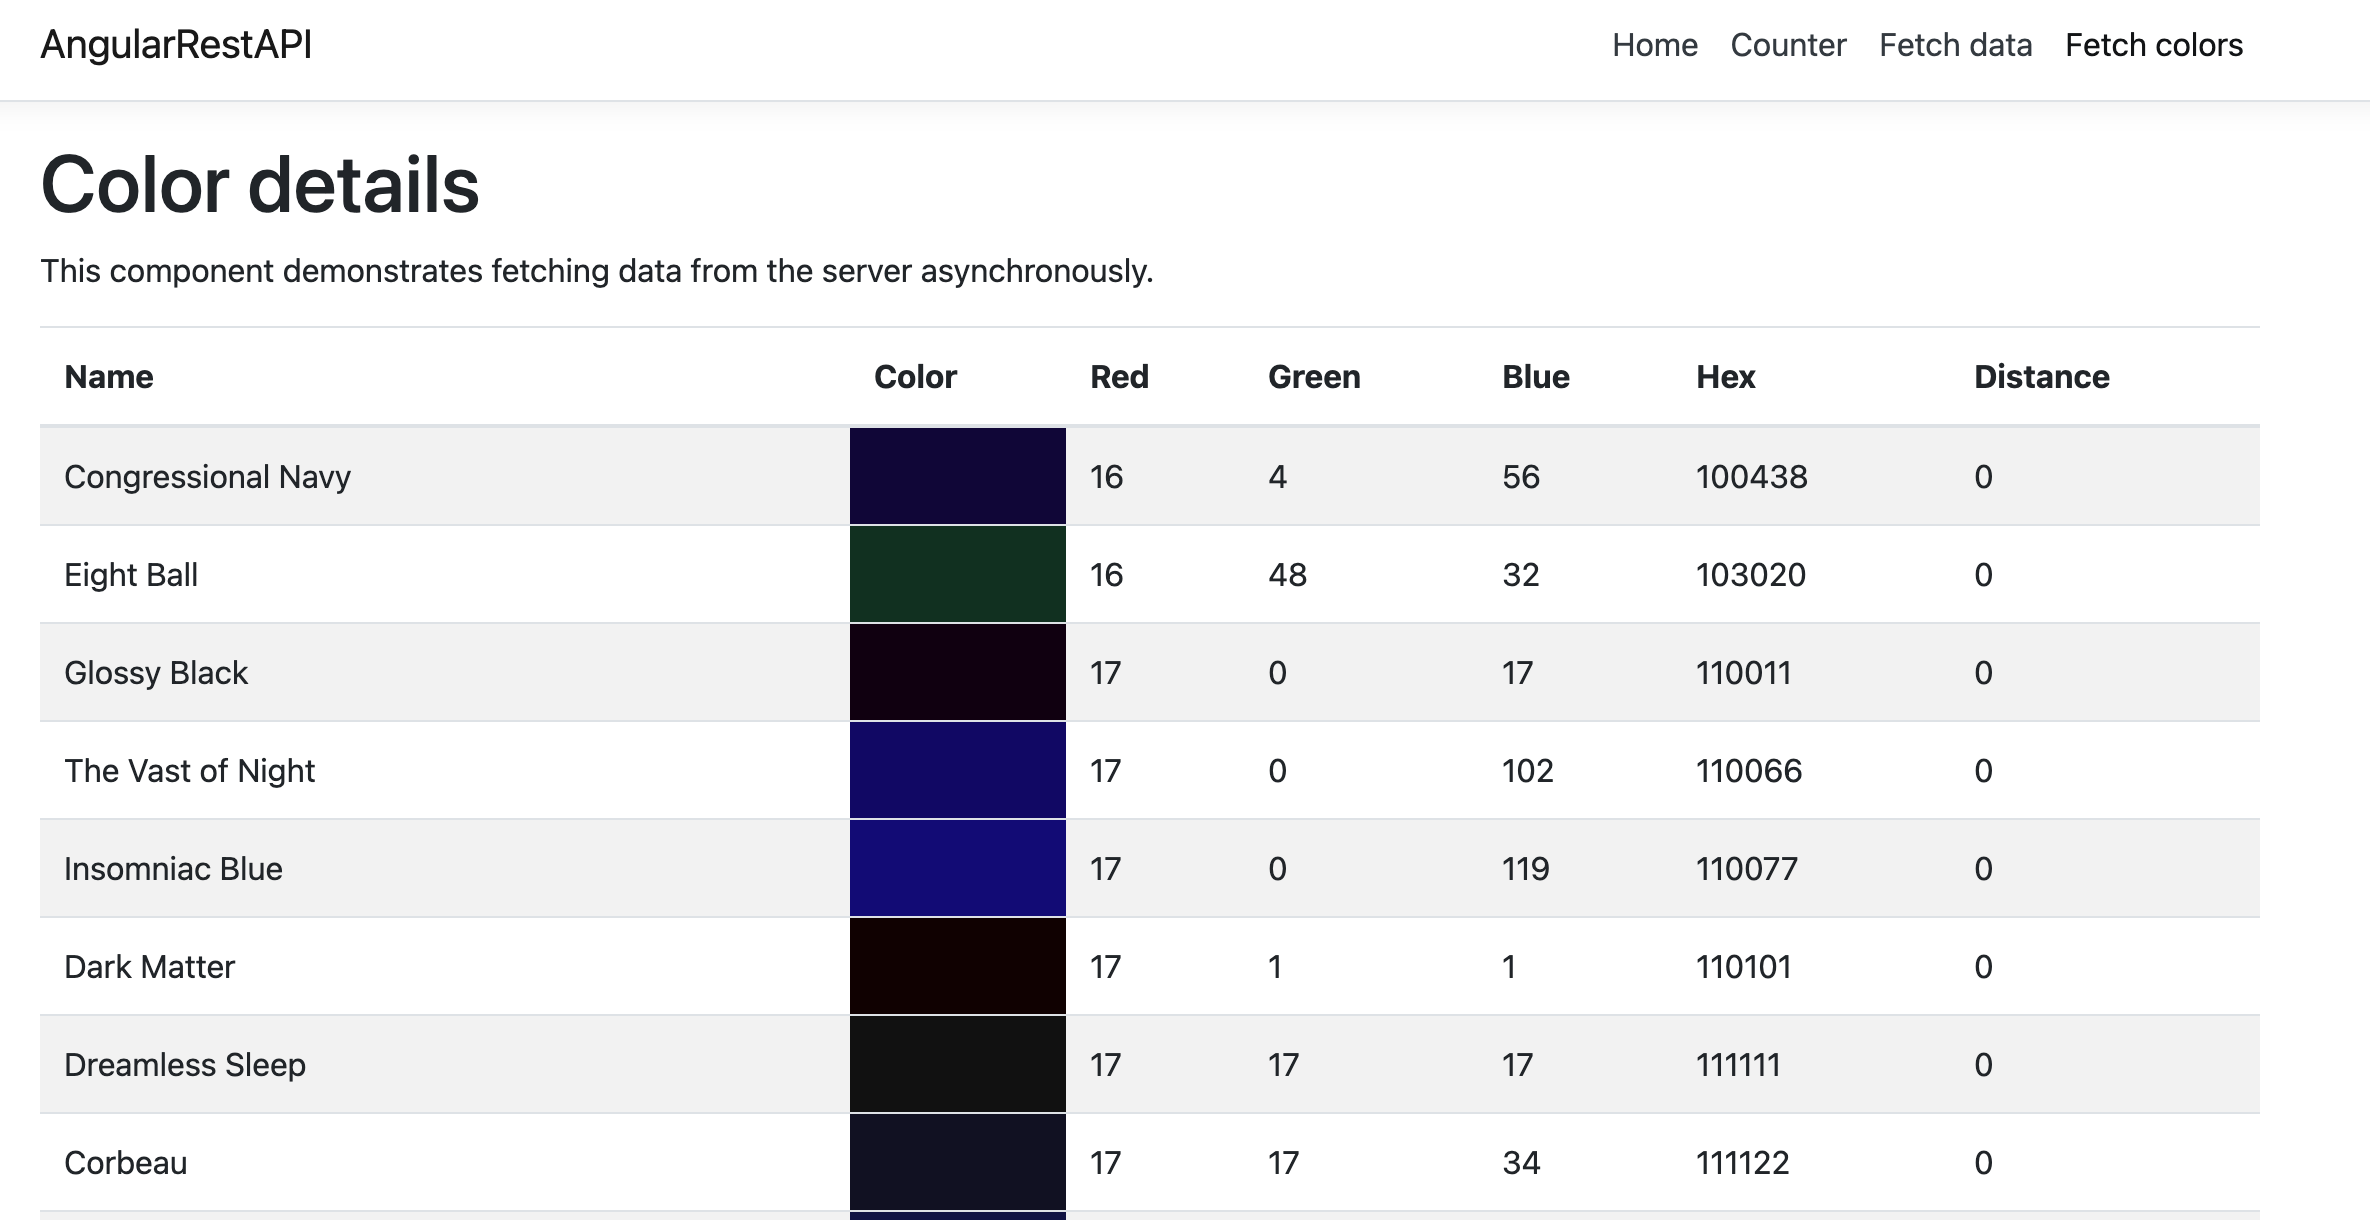 AngularRestAPI Home Counter Fetch data Fetch colors
Color details
This component demonstrates fetching data from the server asynchronously.
Name Color Red Green Blue Hex Distance
Congressional Navy 16 4 56 100438 0
Eight Ball 16 48 32 103020 0
Glossy Black 17 0 17 110011 0
The Vast of Night 17 0 102 110066 0
Insomniac Blue 17 0 119 110077 0
Dark Matter 17 1 1 110101 0
Dreamless Sleep 17 17 17 111111 0
Corbeau 17 17 34 111122 0